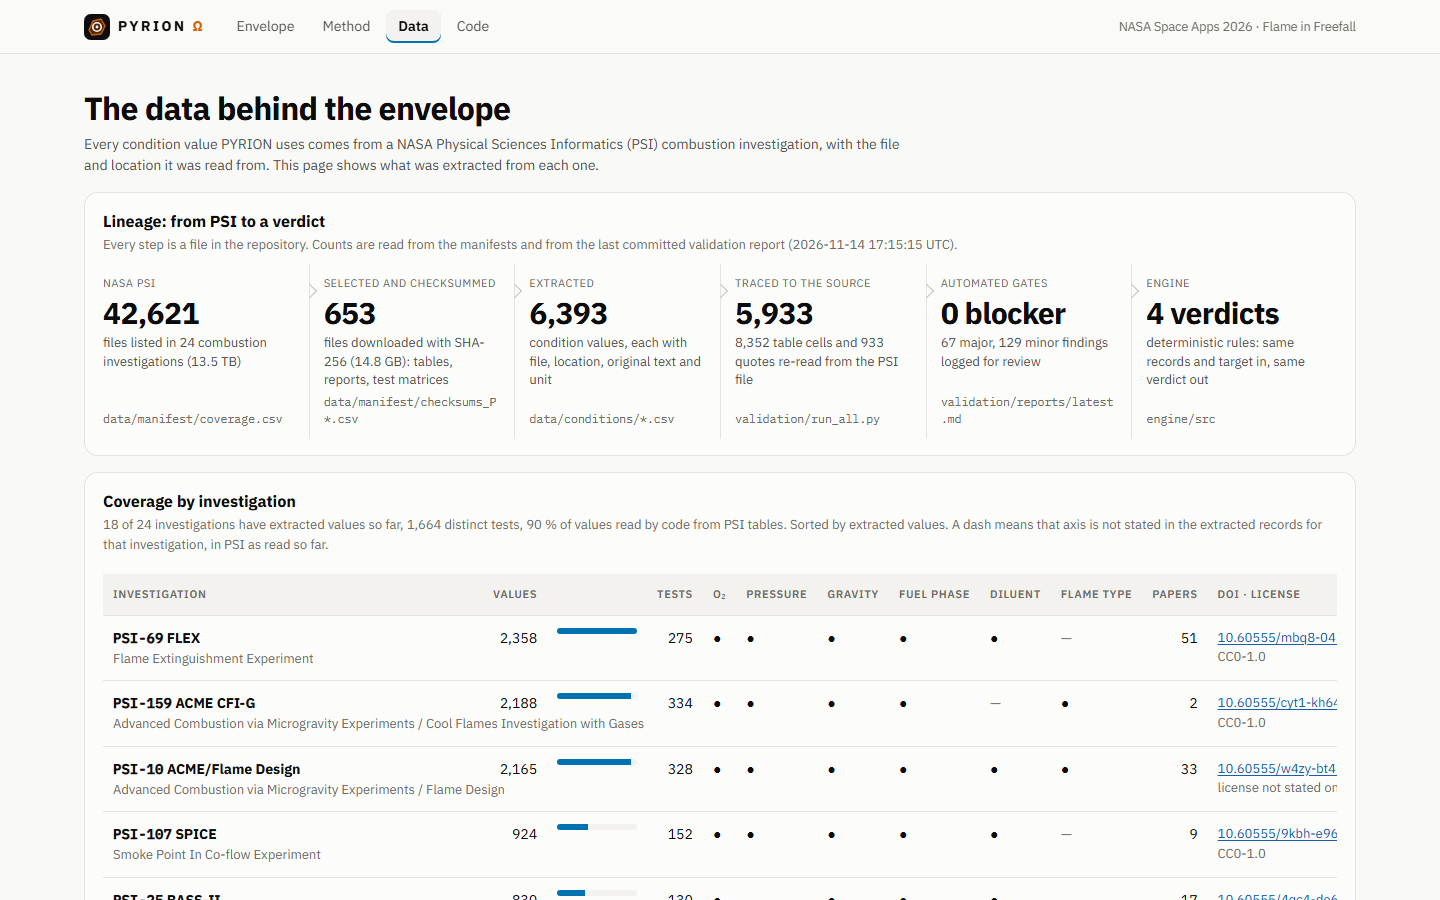 PYRION Ω
Envelope
Method
Data
Code
NASA Space Apps 2026 · Flame in Freefall
The data behind the envelope
Every condition value PYRION uses comes from a NASA Physical Sciences Informatics (PSI) combustion investigation, with the file
and location it was read from. This page shows what was extracted from each one.
Lineage: from PSI to a verdict
Every step is a file in the repository. Counts are read from the manifests and from the last committed validation report (2026-11-14 17:15:15 UTC).
NASA PSI
42,621
files listed in 24 combustion
investigations (13.5 TB)
data/manifest/coverage.csv
SELECTED AND CHECKSUMMED
653
files downloaded with SHA-
256 (14.8 GB): tables,
reports, test matrices
data/manifest/checksums_P
*.csv
EXTRACTED
6,393
condition values, each with
file, location, original text and
unit
data/conditions/*.csv
TRACED TO THE SOURCE
5,933
8,352 table cells and 933
quotes re-read from the PSI
file
validation/run_all.py
AUTOMATED GATES
0 blocker
67 major, 129 minor findings
logged for review
validation/reports/latest
.md
ENGINE
4 verdicts
deterministic rules: same
records and target in, same
verdict out
engine/src
Coverage by investigation
18 of 24 investigations have extracted values so far, 1,664 distinct tests, 90 % of values read by code from PSI tables. Sorted by extracted values. A dash means that axis is not stated in the extracted records for
that investigation, in PSI as read so far.
INVESTIGATION VALUES TESTS O₂ PRESSURE GRAVITY FUEL PHASE DILUENT FLAME TYPE PAPERS DOI · LICENSE
PSI-69 FLEX 2,358 275 ● ● ● ● ● — 51 10.60555/mbq8-04
Flame Extinguishment Experiment CC0-1.0
PSI-159 ACME CFI-G 2,188 334 ● ● ● ● — ● 2 10.60555/cyt1-kh64
Advanced Combustion via Microgravity Experiments / Cool Flames Investigation with Gases CC0-1.0
PSI-10 ACME/Flame Design 2,165 328 ● ● ● ● ● ● 33 10.60555/w4zy-bt4
Advanced Combustion via Microgravity Experiments / Flame Design license not stated on
PSI-107 SPICE 924 152 ● ● ● ● ● — 9 10.60555/9kbh-e96
Smoke Point In Co-flow Experiment CC0-1.0